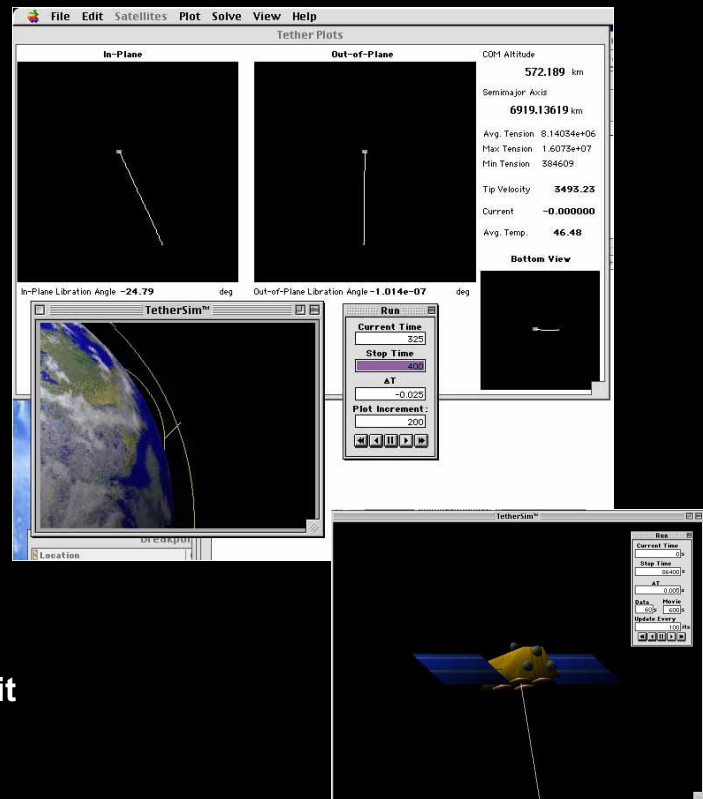 File Edit Satellites Plot Solve View Help
Tether Plots
In-Plane
Out-of-Plane
COM Altitude
572.189 km
Semimajor Axis
6919.13619 km
Avg. Tension 8.14034e+06
Max Tension 1.6073e+07
Min Tension 384609
Tip Velocity 3493.23
Current -0.000000
Avg. Temp. 46.48
Bottom View
In-Plane Libration Angle -24.79 deg
Out-of-Plane Libration Angle -1.014e-07 deg
TetherSim™
Run
Current Time
325
Stop Time
400
ΔT
-0.025
Plot Increment:
200
Location
TetherSim™
Run
Current Time
0 s
Stop Time
86400 s
ΔT
0.005 s
Data Movie
60 s 600 s
Update Every
100 sts
it